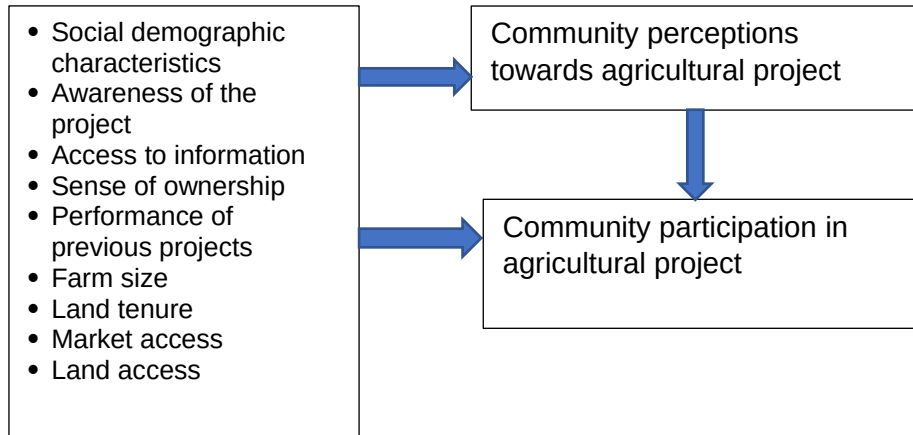 • Social demographic
characteristics
• Awareness of the
project
• Access to information
• Sense of ownership
• Performance of
previous projects
• Farm size
• Land tenure
• Market access
• Land access
Community perceptions
towards agricultural project
Community participation in
agricultural project